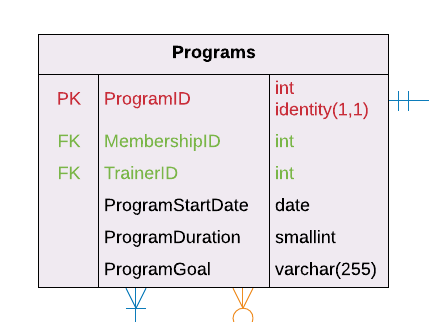 Programs
PK ProgramID int
identity(1,1)
FK MembershipID int
FK TrainerID int
ProgramStartDate date
ProgramDuration smallint
ProgramGoal varchar(255)